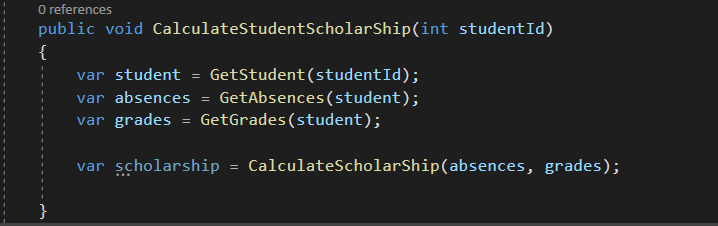 0 references
public void CalculateStudentScholarShip(int studentId)
{
var student = GetStudent(studentId);
var absences = GetAbsences(student);
var grades = GetGrades(student);
var scholarship = CalculateScholarShip(absences, grades);
}